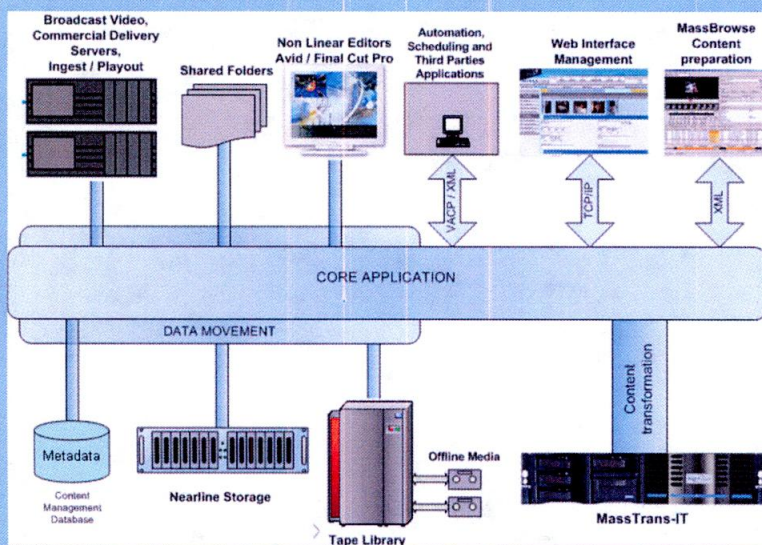 Broadcast Video,
Commercial Delivery
Servers,
Ingest / Playout
Shared Folders
Non Linear Editors
Avid / Final Cut Pro
Automation,
Scheduling and
Third Parties
Applications
Web Interface
Management
MassBrowse
Content
preparation
VACP / XML
TCP/IP
XML
CORE APPLICATION
DATA MOVEMENT
Content
transformation
Metadata
Content
Management
Database
Nearline Storage
Offline Media
Tape Library
MassTrans-IT